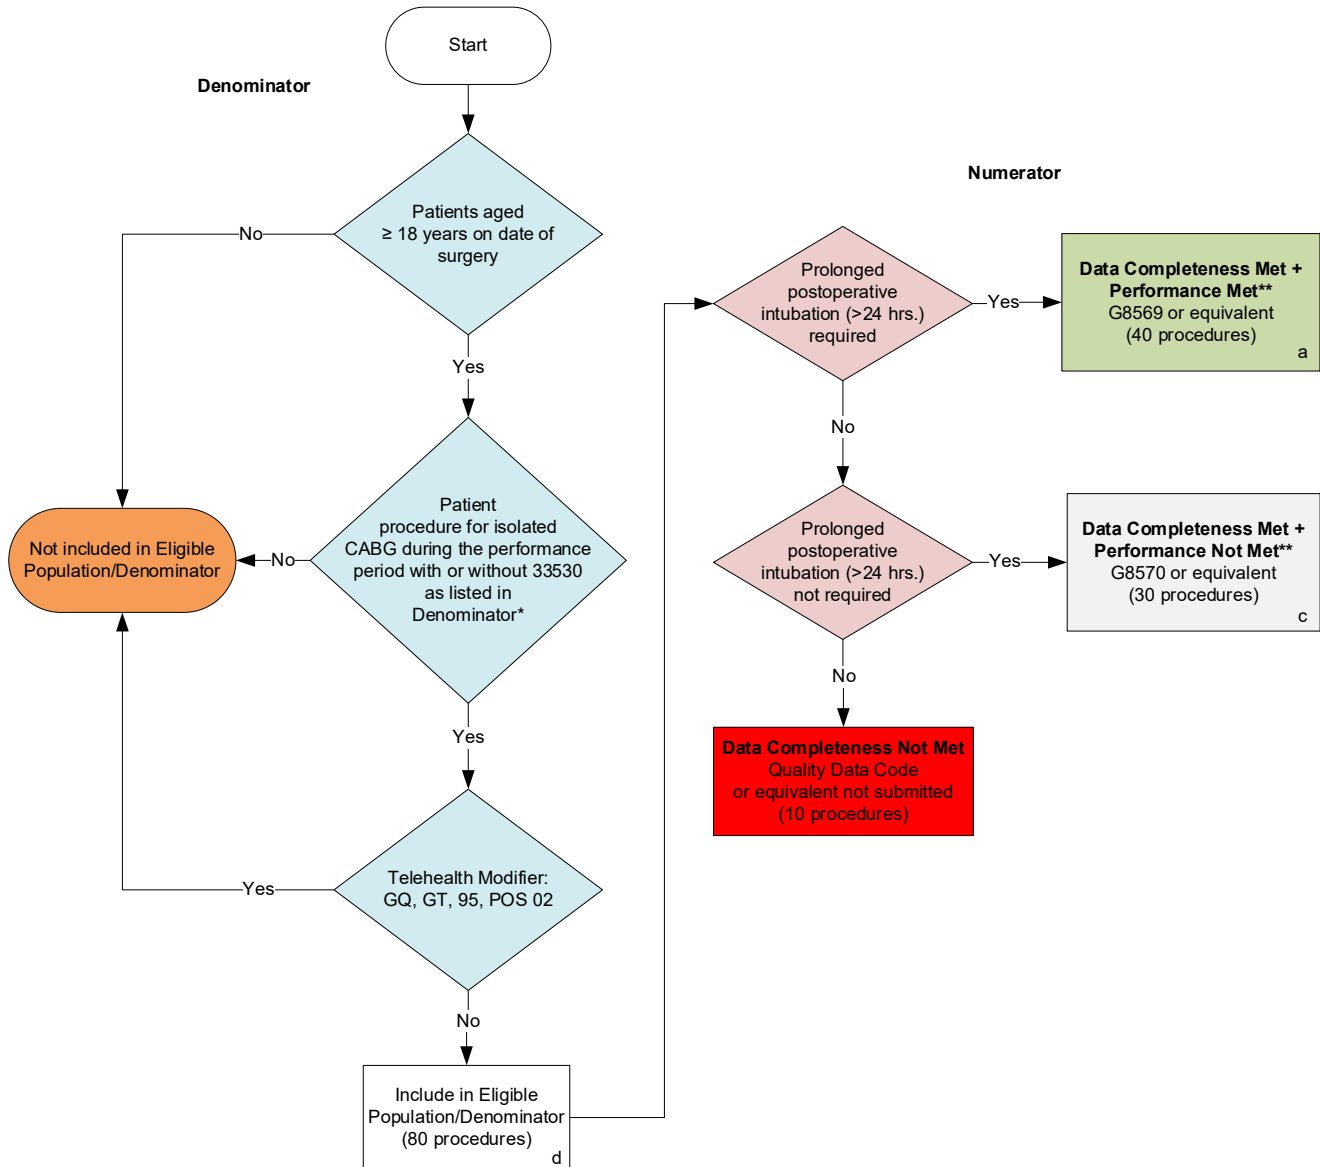 Start
Denominator
Patients aged
≥ 18 years on date of
surgery
No
Yes
Patient
procedure for isolated
CABG during the performance
period with or without 33530
as listed in
Denominator*
No
Not included in Eligible
Population/Denominator
Yes
Telehealth Modifier:
GQ, GT, 95, POS 02
Yes
No
Include in Eligible
Population/Denominator
(80 procedures)
d
Numerator
Prolonged
postoperative
intubation (>24 hrs.)
required
Yes
Data Completeness Met +
Performance Met**
G8569 or equivalent
(40 procedures)
a
No
Prolonged
postoperative
intubation (>24 hrs.)
not required
Yes
Data Completeness Met +
Performance Not Met**
G8570 or equivalent
(30 procedures)
c
No
Data Completeness Not Met
Quality Data Code
or equivalent not submitted
(10 procedures)